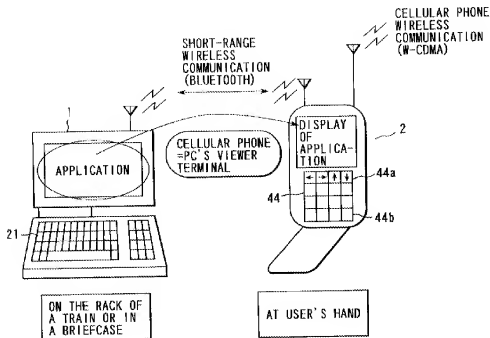 CELLULAR PHONE
WIRELESS
COMMUNICATION
(W-CDMA)
SHORT-RANGE
WIRELESS
COMMUNICATION
(BLUETOOTH)
1
2
APPLICATION
CELLULAR PHONE
=PC'S VIEWER
TERMINAL
DISPLAY
OF
APPLICA-
TION
← → ↑ ↓
44a
44
44b
21
ON THE RACK OF
A TRAIN OR IN
A BRIEFCASE
AT USER'S HAND